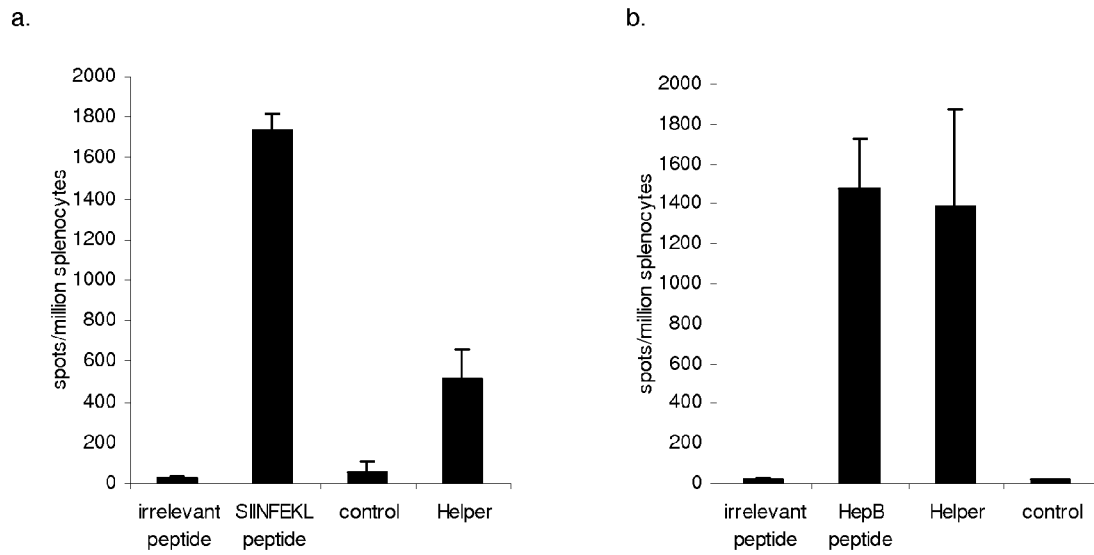 a.
spots/million splenocytes
2000
1800
1600
1400
1200
1000
800
600
400
200
0
irrelevant SIINFEKL control Helper
peptide peptide
b.
spots/million splenocytes
2000
1800
1600
1400
1200
1000
800
600
400
200
0
irrelevant HepB Helper control
peptide peptide